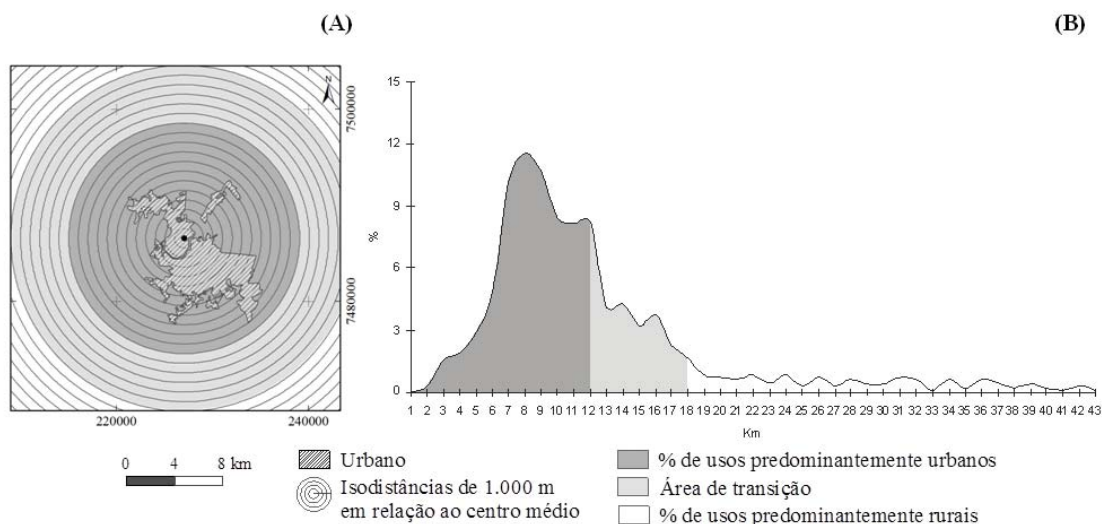 (A)
(B)
N
7500000
7480000
220000 240000
15
12
9
6
3
0
%
1 2 3 4 5 6 7 8 9 10 11 12 13 14 15 16 17 18 19 20 21 22 23 24 25 26 27 28 29 30 31 32 33 34 35 36 37 38 39 40 41 42 43
Km
0 4 8 km
Urbano
Isodistâncias de 1.000 m
em relação ao centro médio
% de usos predominantemente urbanos
Área de transição
% de usos predominantemente rurais